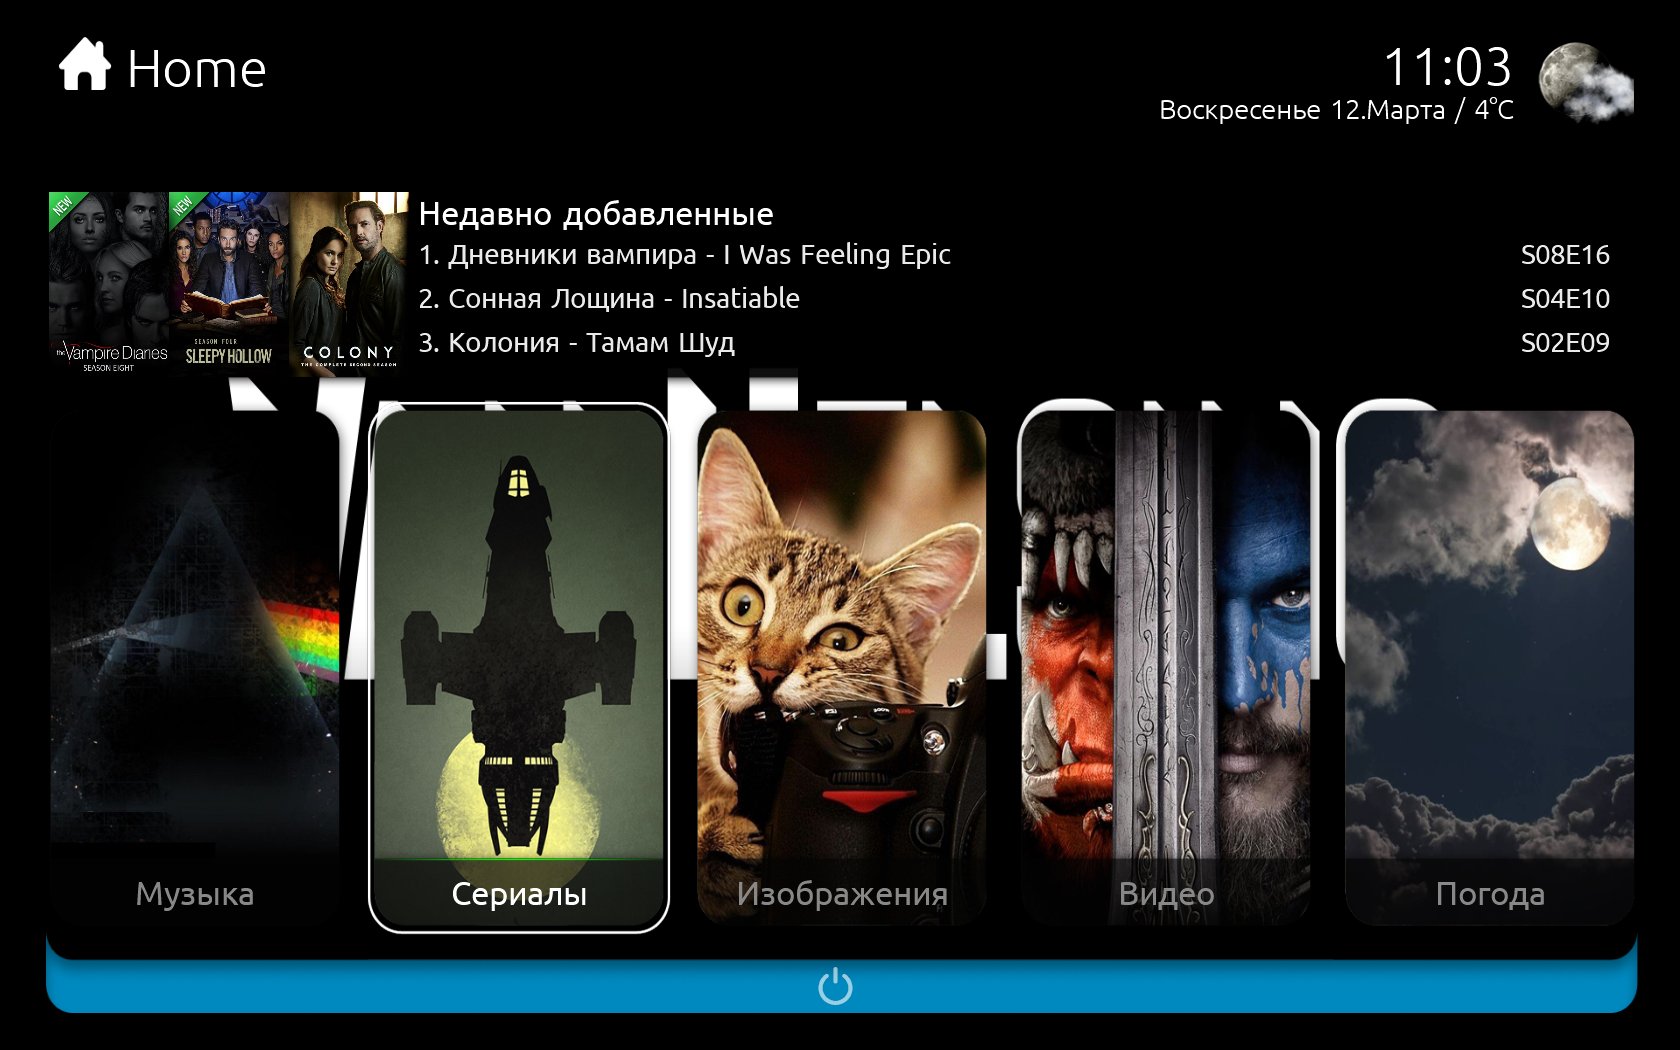 Home
11:03
Воскресенье 12.Марта / 4°C
NEW
NEW
the Vampire Diaries
SEASON EIGHT
SEASON FOUR
SLEEPY HOLLOW
COLONY
THE COMPLETE SECOND SEASON
Недавно добавленные
1. Дневники вампира - I Was Feeling Epic S08E16
2. Сонная Лощина - Insatiable S04E10
3. Колония - Тамам Шуд S02E09
Музыка
Сериалы
Изображения
Видео
Погода